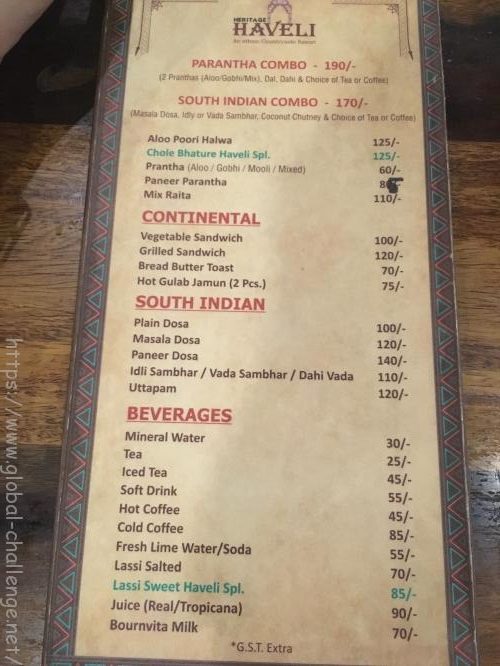 HERITAGE
HAVELI
An ethnic Countryside Resort
PARANTHA COMBO - 190/-
(2 Pranthas (Aloo/Gobhi/Mix), Dal, Dahi & Choice of Tea or Coffee)
SOUTH INDIAN COMBO - 170/-
(Masala Dosa, Idly or Vada Sambhar, Coconut Chutney & Choice of Tea or Coffee)
Aloo Poori Halwa 125/-
Chole Bhature Haveli Spl. 125/-
Prantha (Aloo / Gobhi / Mooli / Mixed) 60/-
Paneer Parantha
Mix Raita 110/-
CONTINENTAL
Vegetable Sandwich 100/-
Grilled Sandwich 120/-
Bread Butter Toast 70/-
Hot Gulab Jamun (2 Pcs.) 75/-
SOUTH INDIAN
Plain Dosa 100/-
Masala Dosa 120/-
Paneer Dosa 140/-
Idli Sambhar / Vada Sambhar / Dahi Vada 110/-
Uttapam 120/-
BEVERAGES
Mineral Water 30/-
Tea 25/-
Iced Tea 45/-
Soft Drink 55/-
Hot Coffee 45/-
Cold Coffee 85/-
Fresh Lime Water/Soda 55/-
Lassi Salted 70/-
Lassi Sweet Haveli Spl. 85/-
Juice (Real/Tropicana) 90/-
Bournvita Milk 70/-
*G.S.T. Extra
https://www.global-challenge.net/